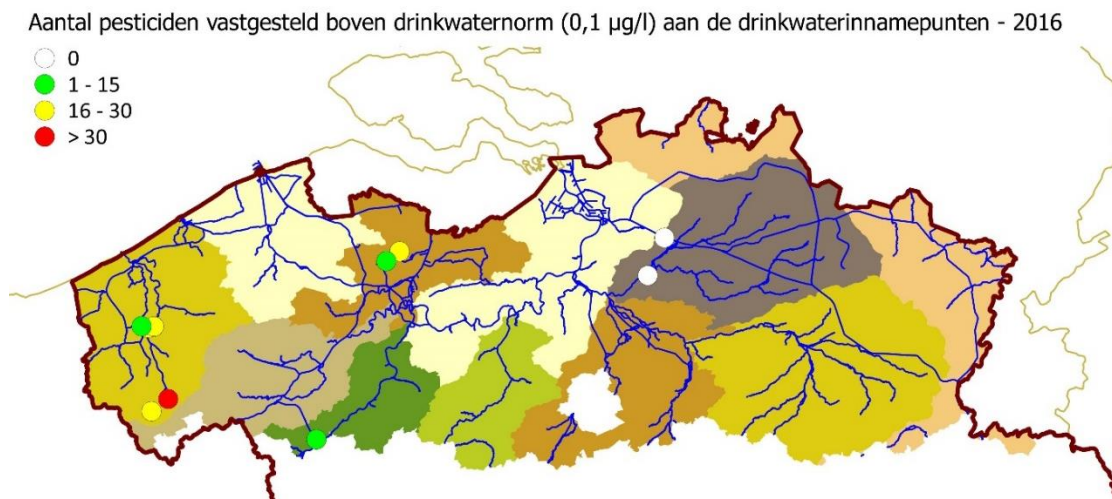 Aantal pesticiden vastgesteld boven drinkwaternorm (0,1 µg/l) aan de drinkwaterinnamepunten - 2016
0
1 - 15
16 - 30
> 30